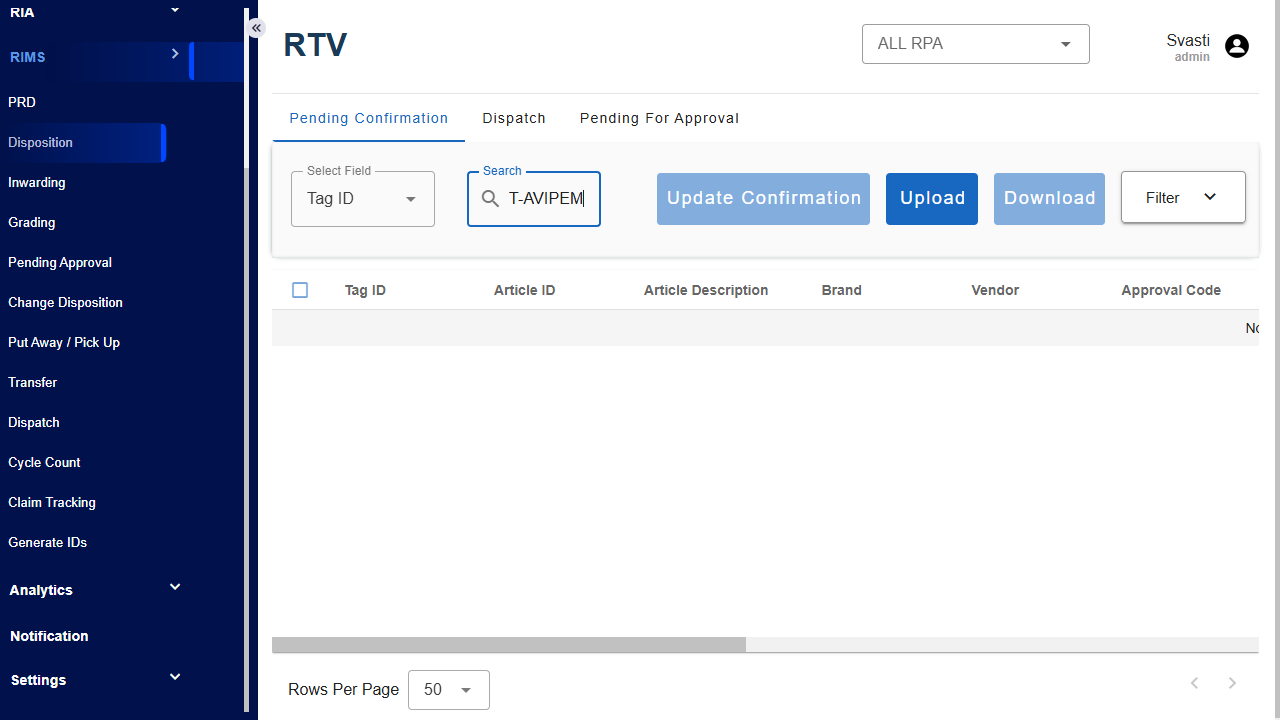 RIA
RIMS
PRD
Disposition
Inwarding
Grading
Pending Approval
Change Disposition
Put Away / Pick Up
Transfer
Dispatch
Cycle Count
Claim Tracking
Generate IDs
Analytics
Notification
Settings
RTV
ALL RPA
Svasti
admin
Pending Confirmation
Dispatch
Pending For Approval
Select Field
Tag ID
Search
T-AVIPEM
Update Confirmation
Upload
Download
Filter
Tag ID
Article ID
Article Description
Brand
Vendor
Approval Code
Rows Per Page
50